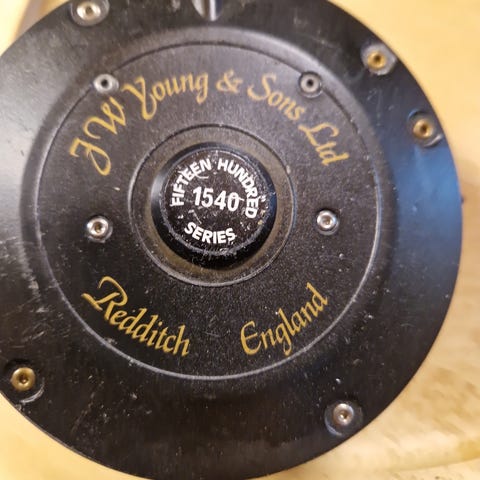 JW Young & Sons Ltd
FIFTEEN HUNDRED
1540
SERIES
Redditch England